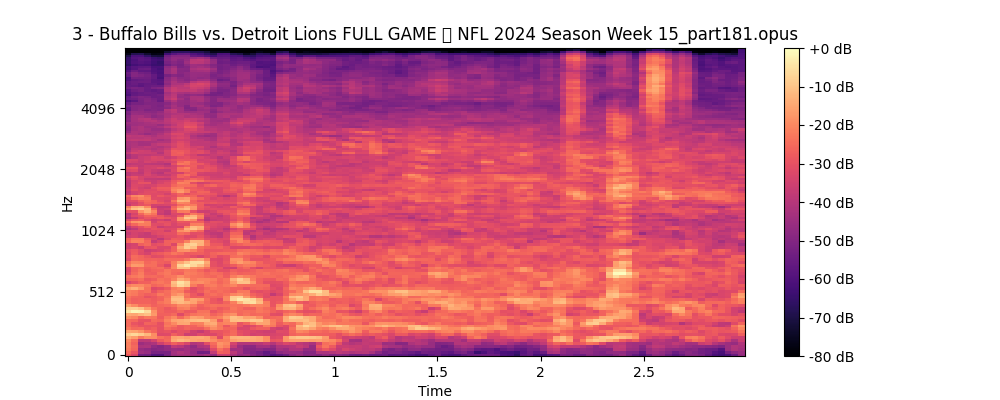 3 - Buffalo Bills vs. Detroit Lions FULL GAME ▯ NFL 2024 Season Week 15_part181.opus
+0 dB
4096
-10 dB
-20 dB
2048
-30 dB
Hz
1024
-40 dB
-50 dB
512
-60 dB
-70 dB
0
-80 dB
0 0.5 1 1.5 2 2.5
Time